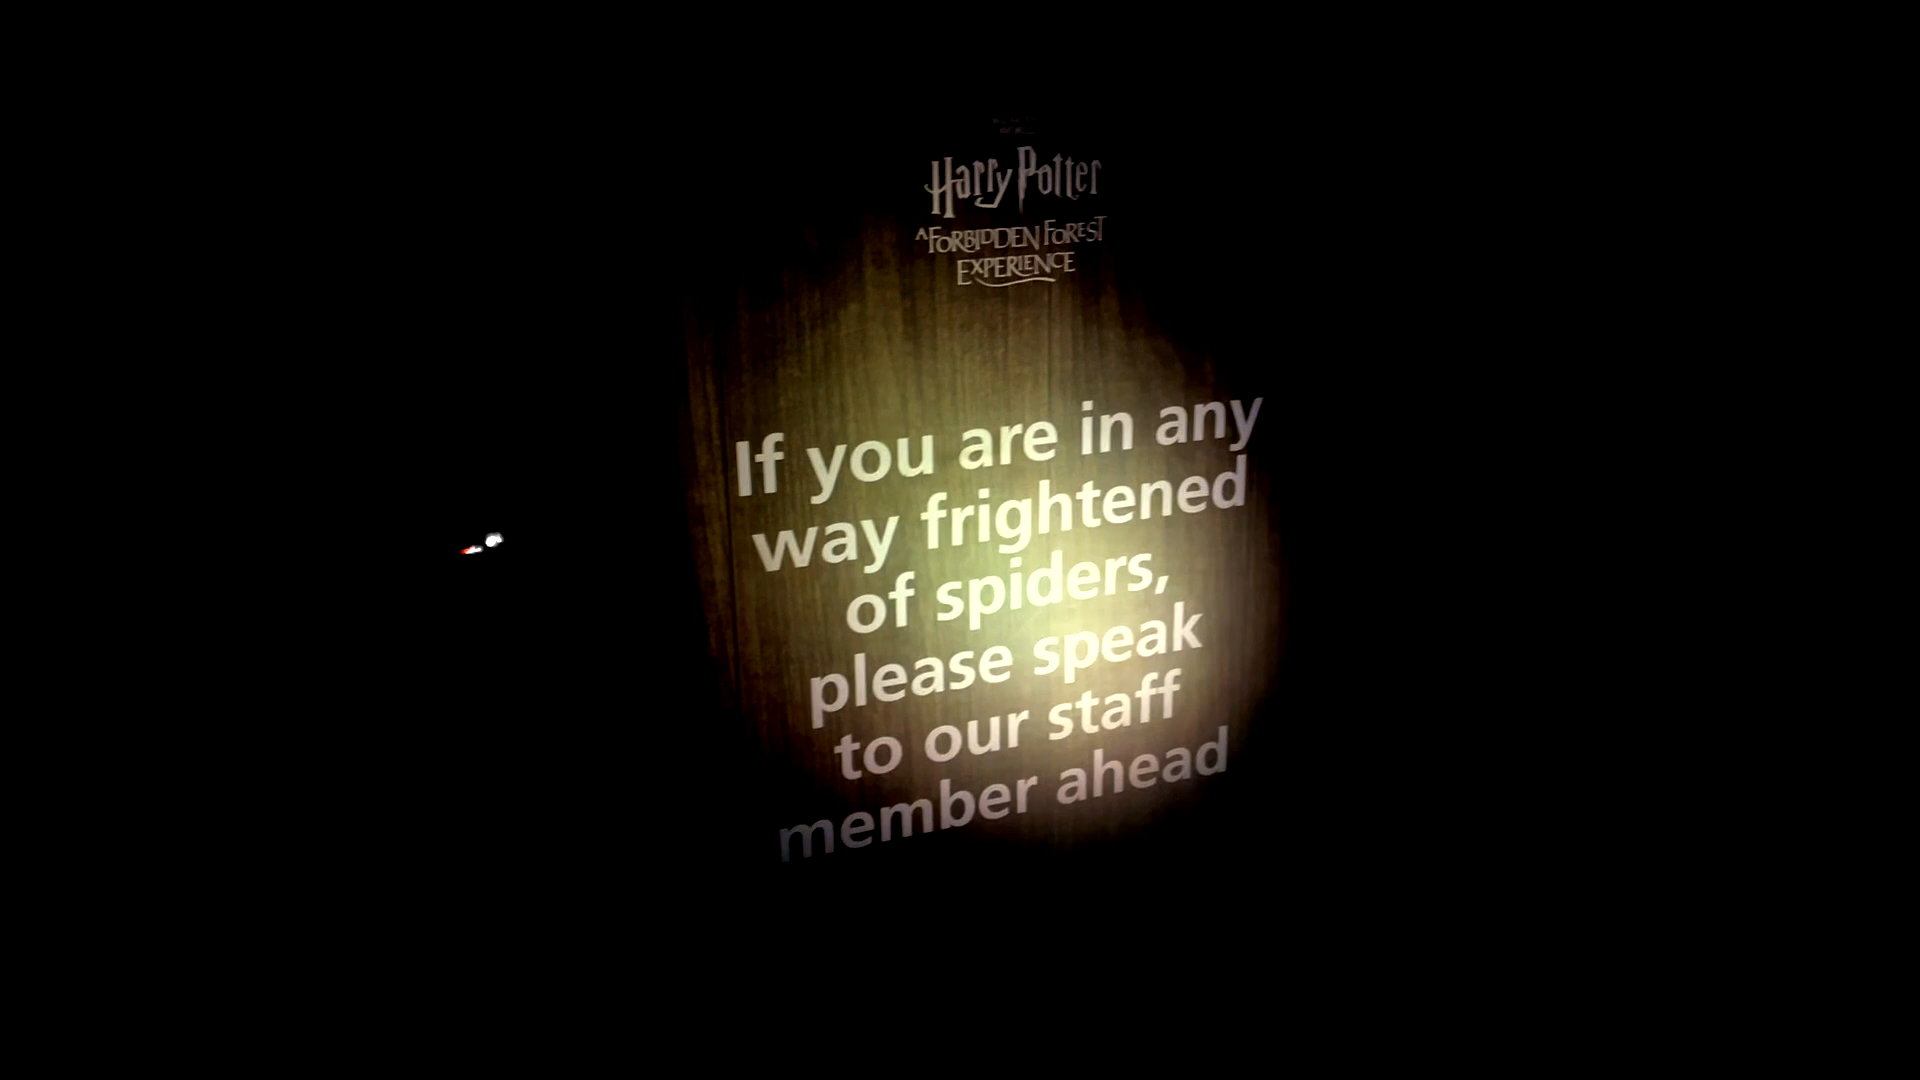 Harry Potter
A FORBIDDEN FOREST
EXPERIENCE
If you are in any
way frightened
of spiders,
please speak
to our staff
member ahead